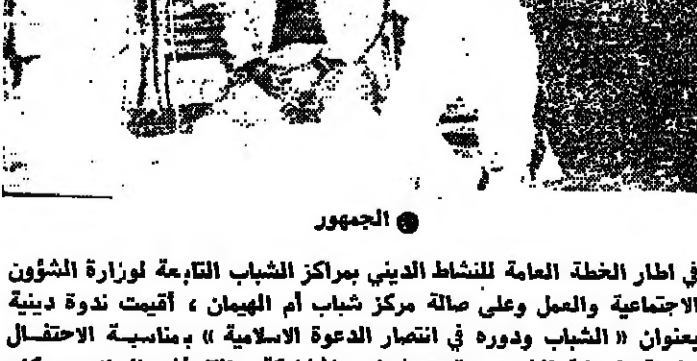 الجمهور
في اطار الخطة العامة للنشاط الديني بمراكز الشباب التابعة لوزارة الشؤون
الاجتماعية والعمل وعلى صالة مركز شباب أم الهيمان ، أقيمت ندوة دينية
بعنوان « الشباب ودوره في انتصار الدعوة الاسلامية » بمناسبة الاحتفال